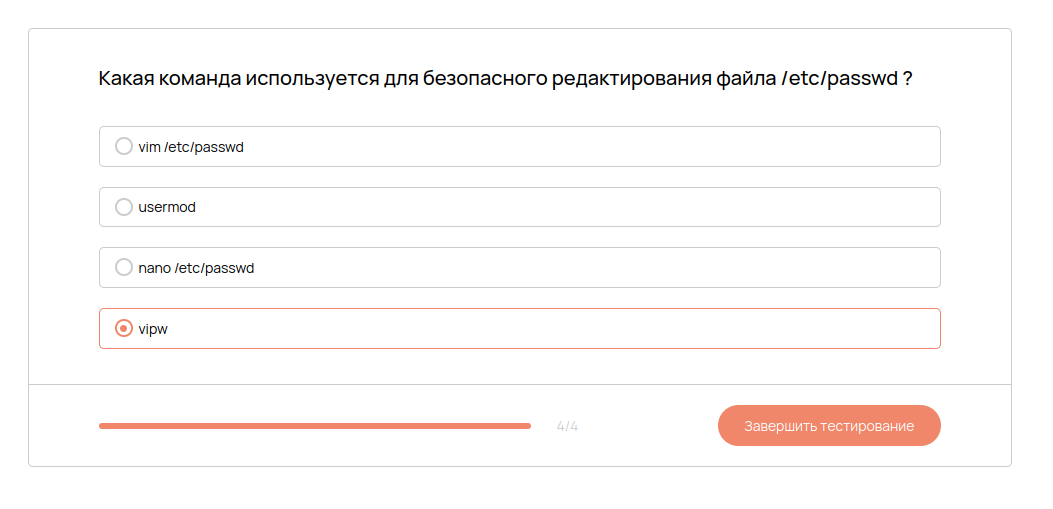 Какая команда используется для безопасного редактирования файла /etc/passwd ?
vim /etc/passwd
usermod
nano /etc/passwd
vipw
4/4
Завершить тестирование